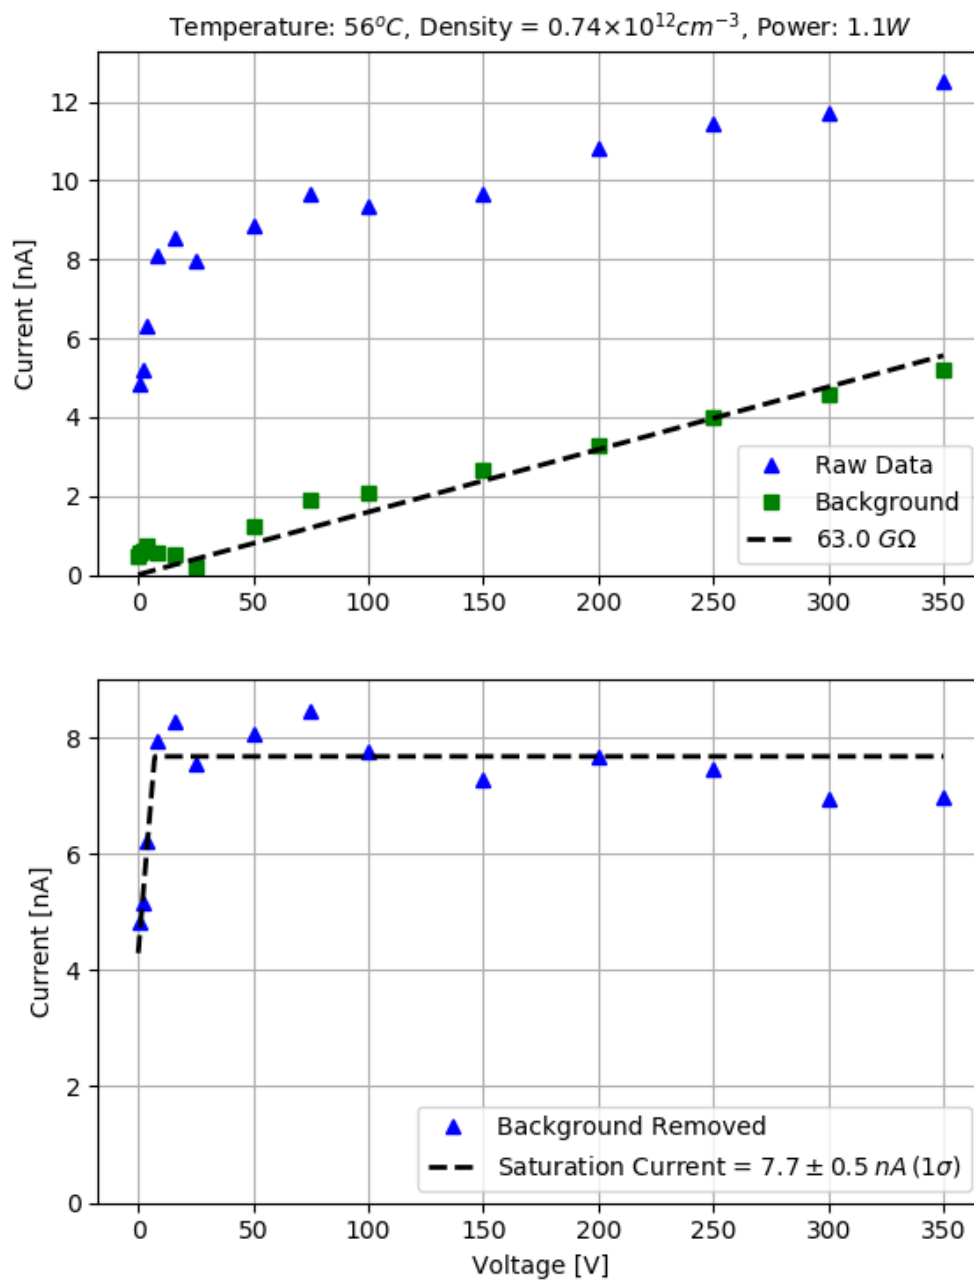 Temperature: 56°C, Density = 0.74×10¹²cm⁻³, Power: 1.1W
Current [nA]
12
10
8
6
4
2
0
Raw Data
Background
63.0 GΩ
0 50 100 150 200 250 300 350
Current [nA]
8
6
4
2
0
Background Removed
Saturation Current = 7.7 ± 0.5 nA (1σ)
0 50 100 150 200 250 300 350
Voltage [V]